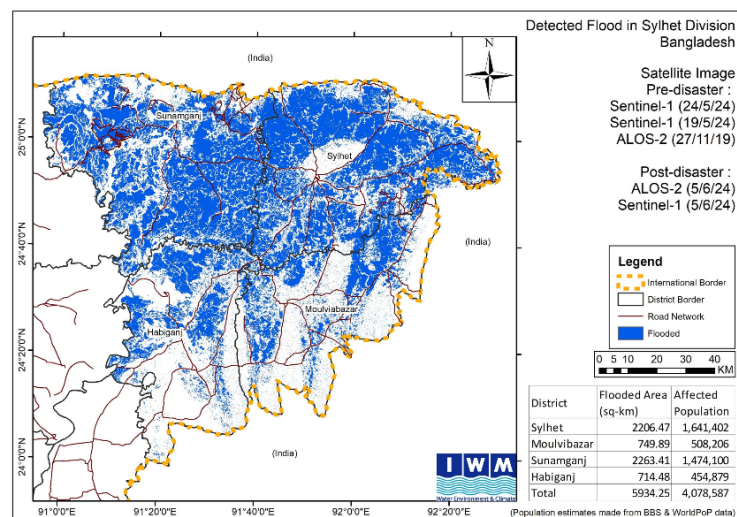 Detected Flood in Sylhet Division
Bangladesh
Satellite Image
Pre-disaster :
Sentinel-1 (24/5/24)
Sentinel-1 (19/5/24)
ALOS-2 (27/11/19)
Post-disaster :
ALOS-2 (5/6/24)
Sentinel-1 (5/6/24)
(India)
N
(India)
Sunamganj
Sylhet
25°0'0"N
24°40'0"N
(India)
Moulviabazar
Habiganj
24°20'0"N
24°0'0"N
(India)
91°0'0"E
91°20'0"E
91°40'0"E
92°0'0"E
92°20'0"E
Legend
International Border
District Border
Road Network
Flooded
0 5 10 20 30 40
KM
IWM
Water Environment & Climate
District Flooded Area (sq-km) Affected Population
Sylhet 2206.47 1,641,402
Moulvibazar 749.89 508,206
Sunamganj 2263.41 1,474,100
Habiganj 714.48 454,879
Total 5934.25 4,078,587
(Population estimates made from BBS & WorldPoP data)